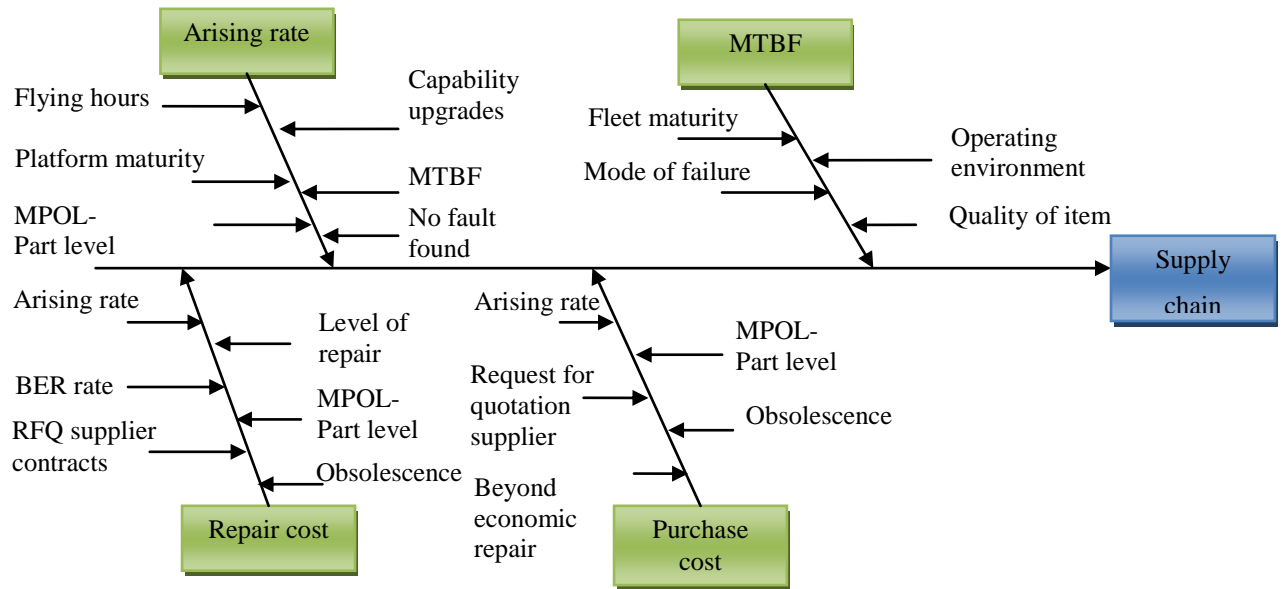 Arising rate
MTBF
Flying hours
Capability
upgrades
Platform maturity
MTBF
MPOL-
Part level
No fault
found
Fleet maturity
Operating
environment
Mode of failure
Quality of item
Supply
chain
Arising rate
Level of
repair
BER rate
MPOL-
Part level
RFQ supplier
contracts
Obsolescence
Repair cost
Arising rate
MPOL-
Part level
Request for
quotation
supplier
Obsolescence
Beyond
economic
repair
Purchase
cost